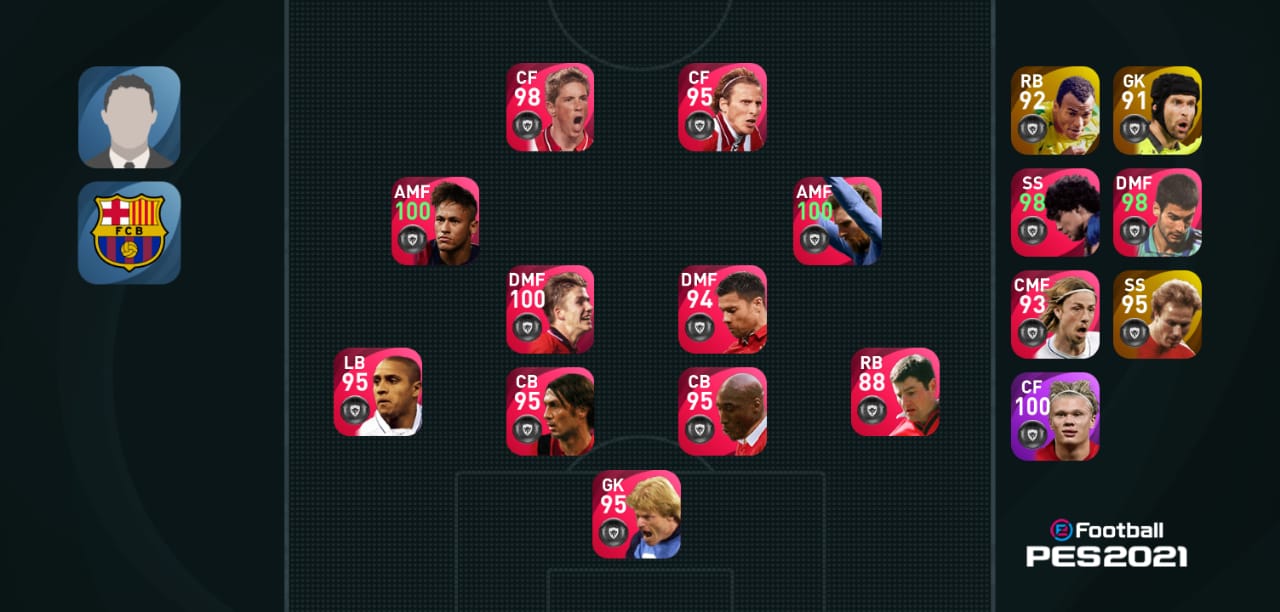 FCB
CF
98
CF
95
AMF
100
AMF
100
DMF
100
DMF
94
LB
95
CB
95
CB
95
RB
88
GK
95
RB
92
GK
91
SS
98
DMF
98
CMF
93
SS
95
CF
100
eFootball
PES2021